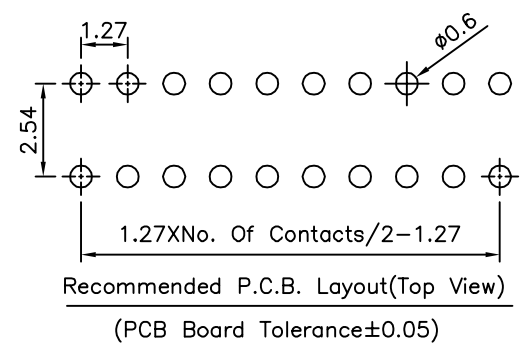 1.27
ø0.6
2.54
1.27XNo. Of Contacts/2-1.27
Recommended P.C.B. Layout(Top View)
(PCB Board Tolerance±0.05)